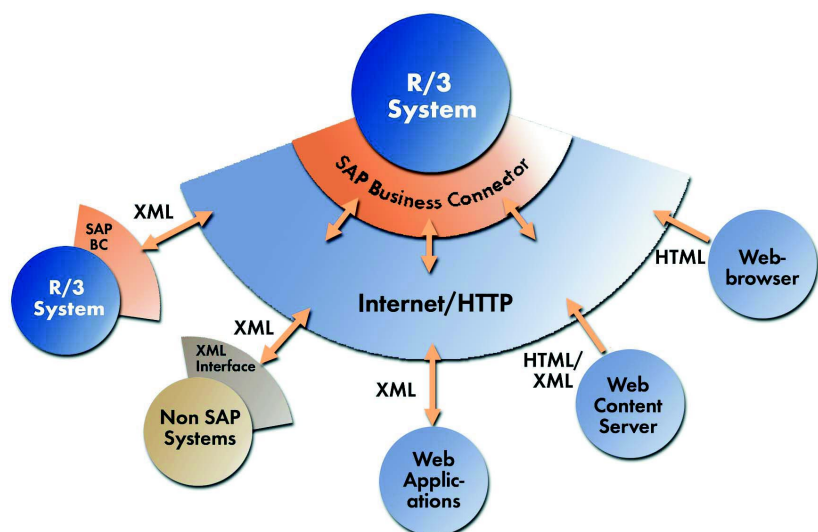 R/3
System
SAP Business Connector
XML
SAP
BC
R/3
System
HTML
Web-
browser
Internet/HTTP
XML
XML
Interface
Non SAP
Systems
XML
HTML/
XML
Web
Content
Server
Web
Applic-
ations